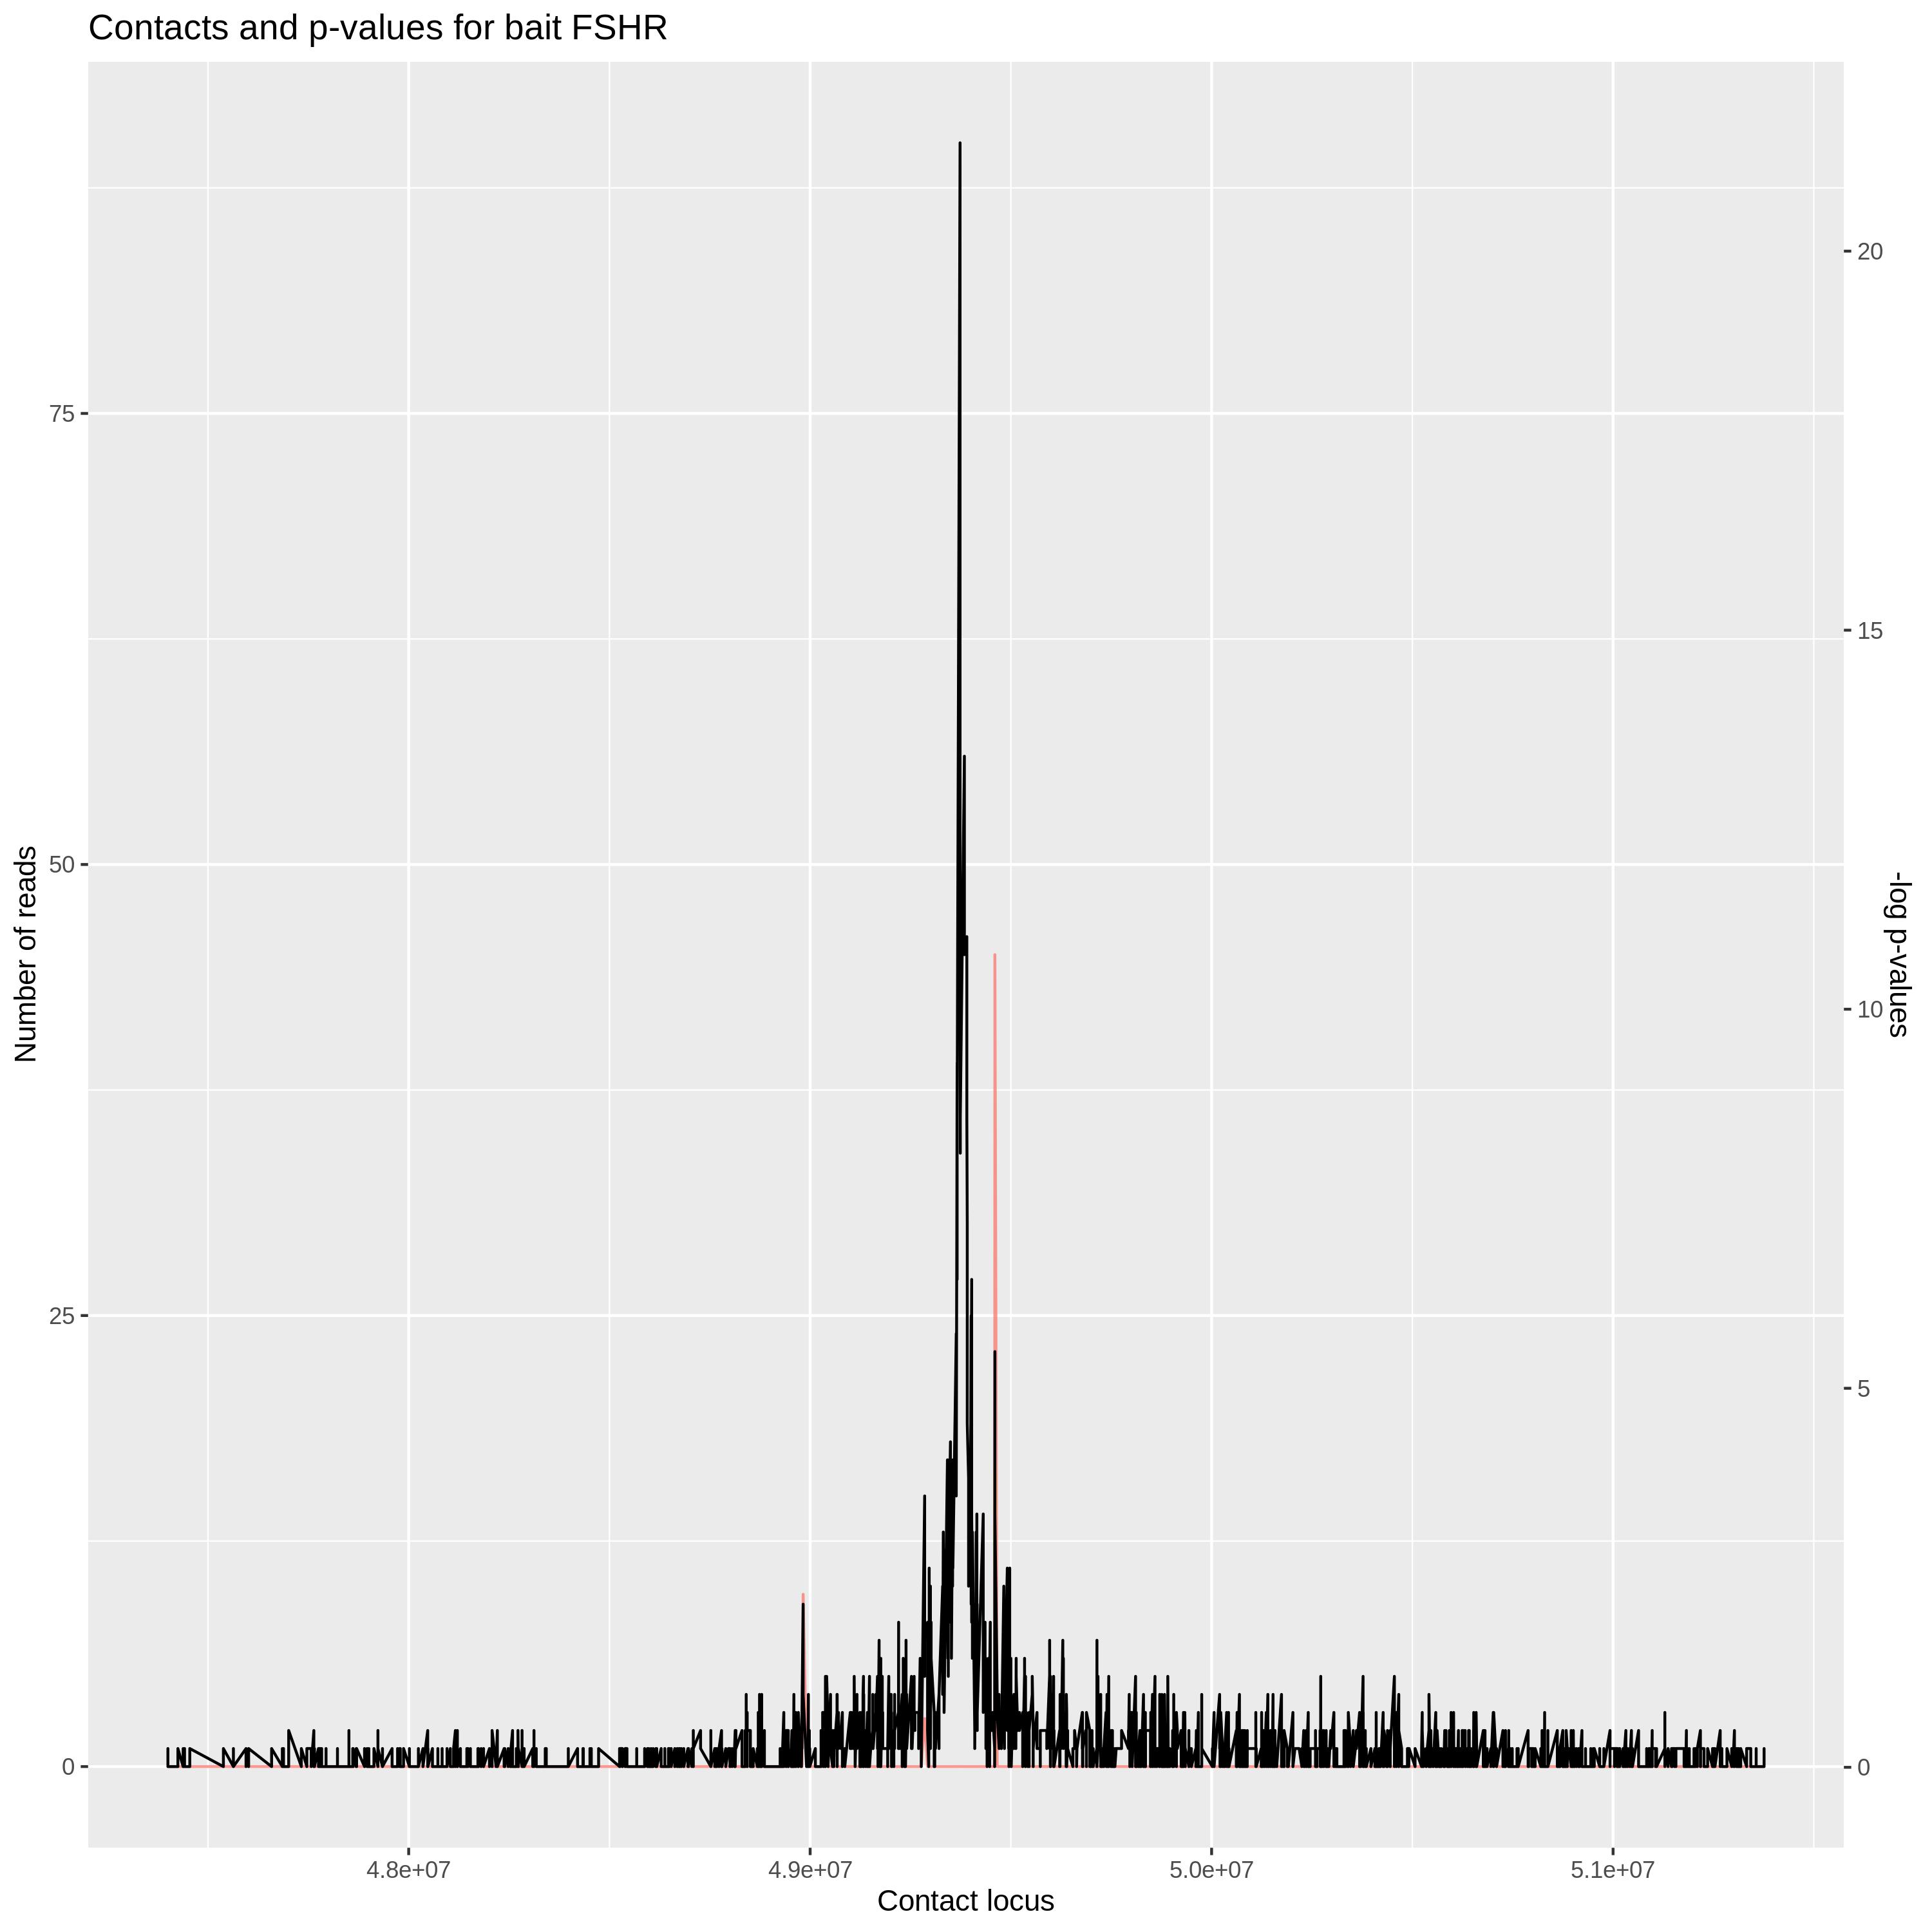 Contacts and p-values for bait FSHR
Number of reads
75
50
25
0
20
15
10
5
0
-log p-values
4.8e+07
4.9e+07
5.0e+07
5.1e+07
Contact locus